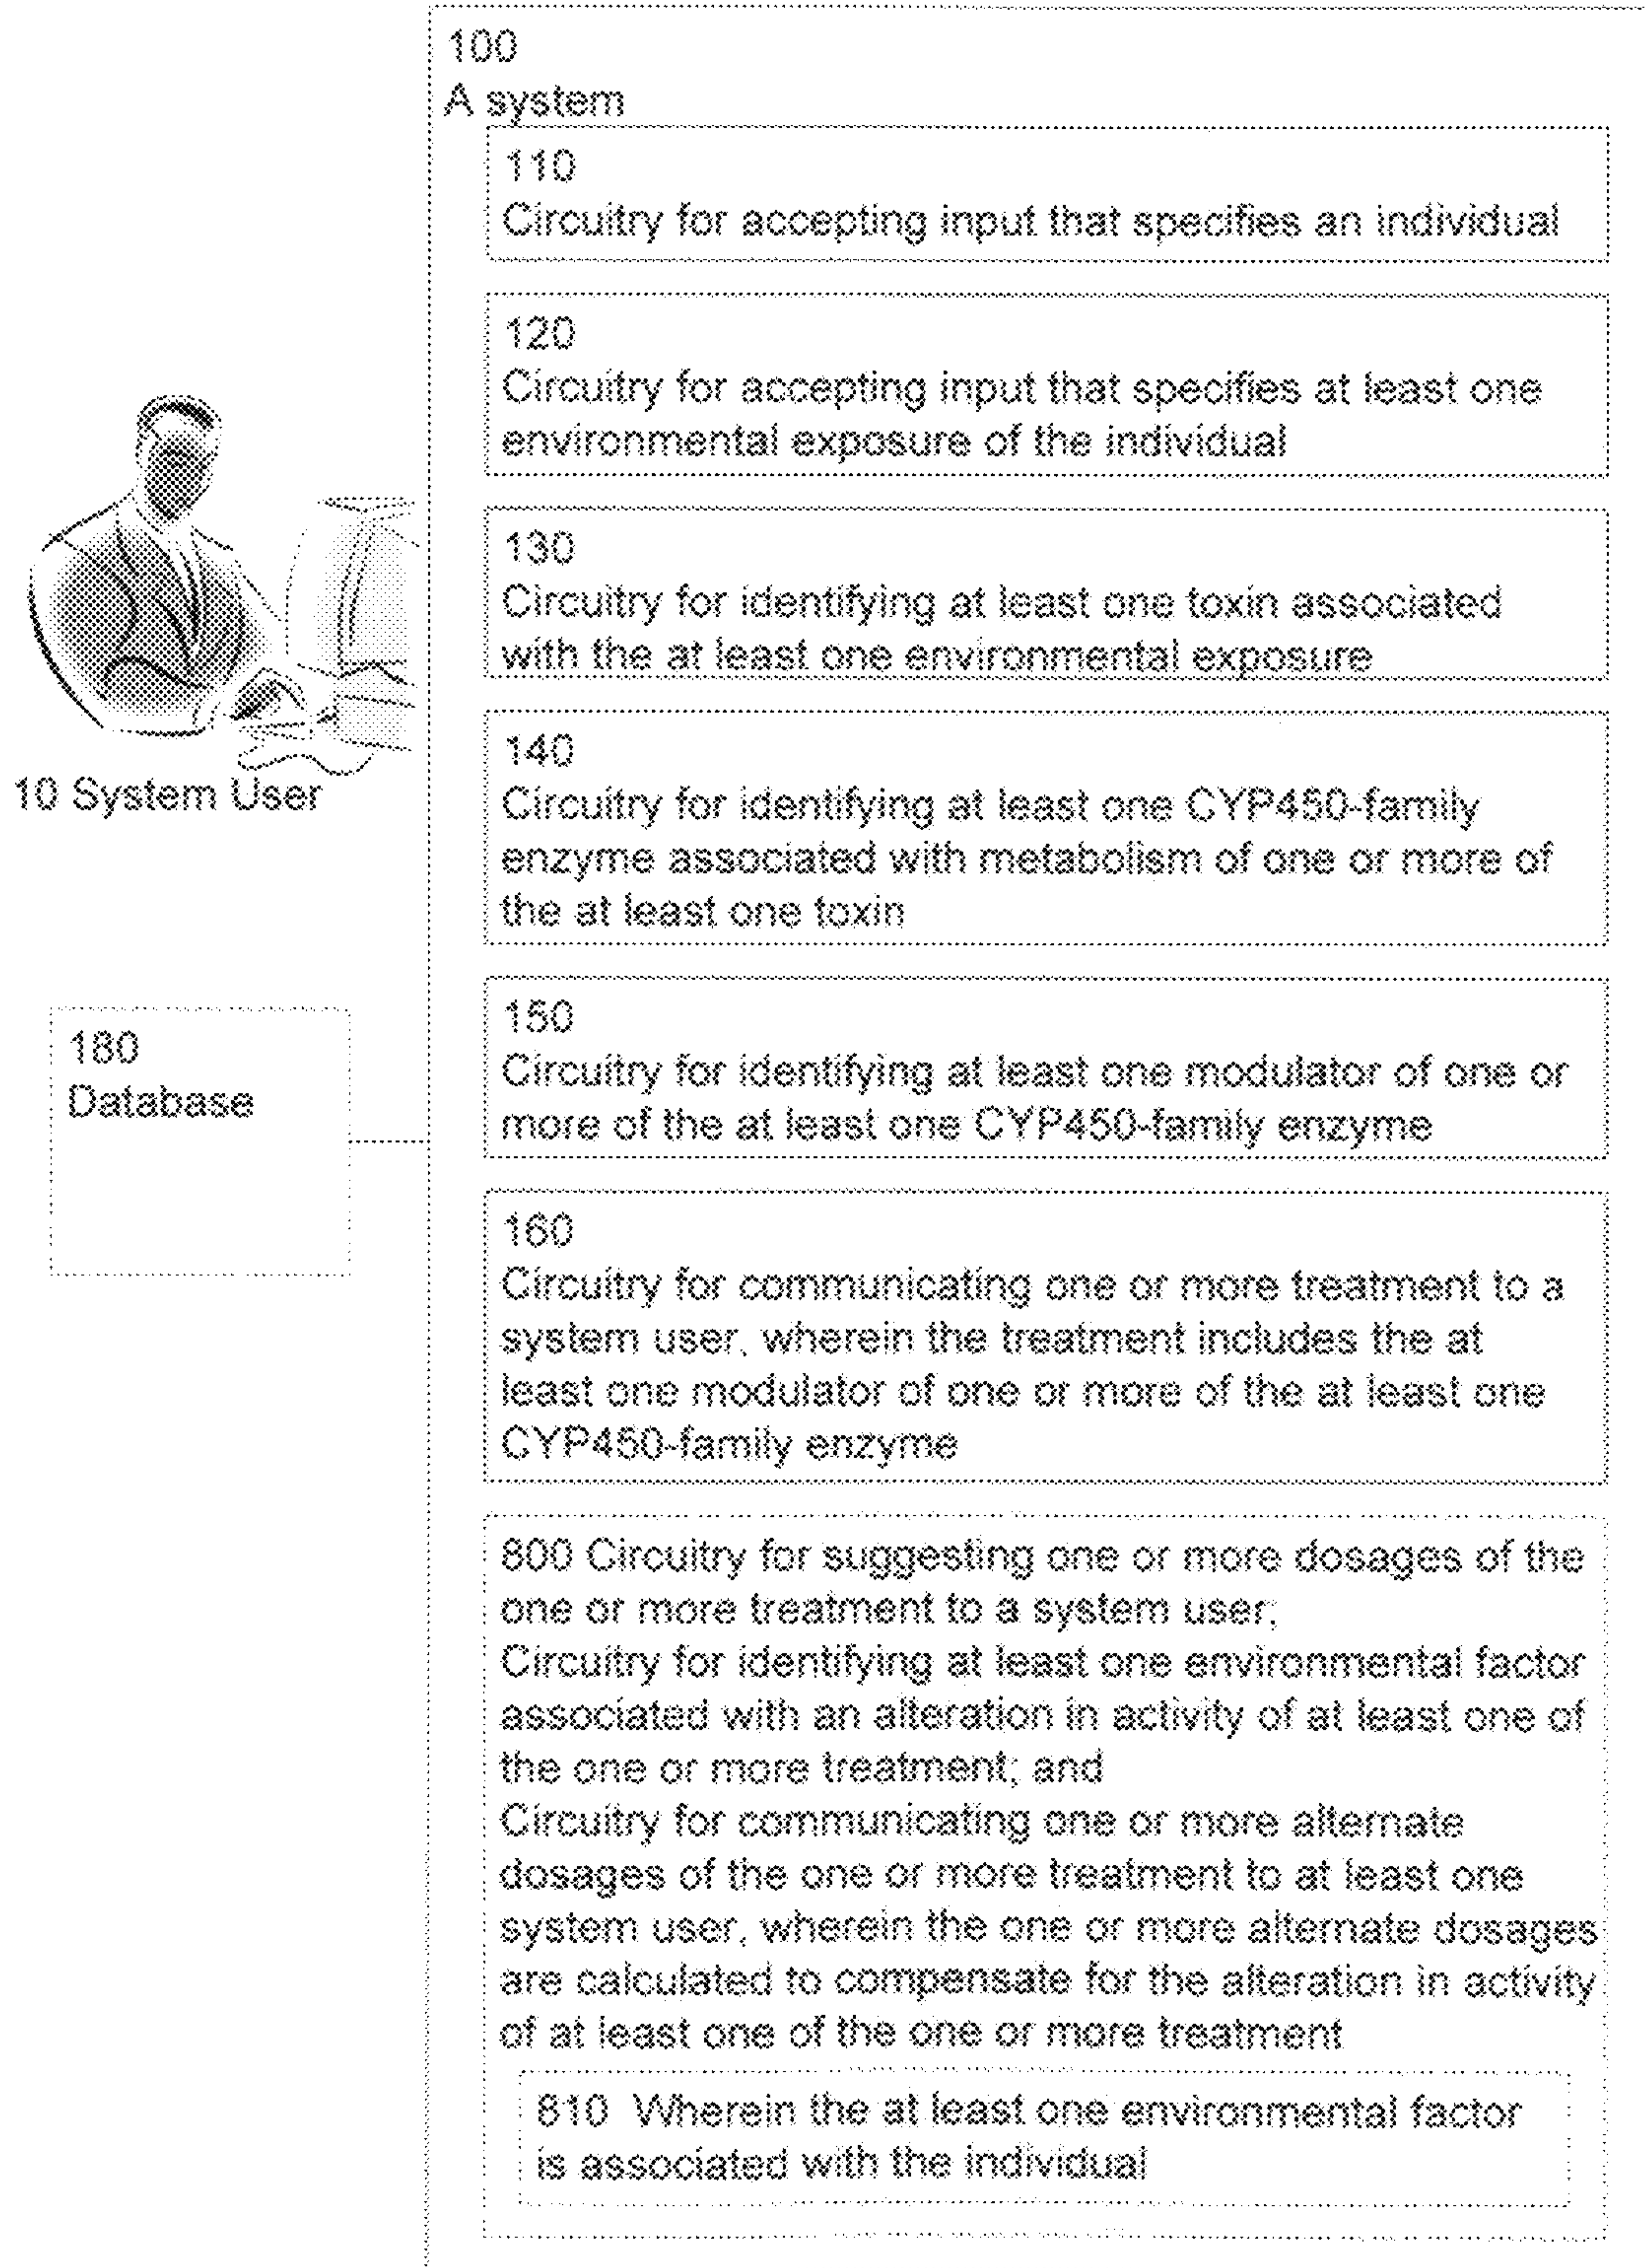 100
A system
110
Circuitry for accepting input that specifies an individual
120
Circuitry for accepting input that specifies at least one
environmental exposure of the individual
130
Circuitry for identifying at least one toxin associated
with the at least one environmental exposure
140
Circuitry for identifying at least one CYP450-family
enzyme associated with metabolism of one or more of
the at least one toxin
10 System User
150
Circuitry for identifying at least one modulator of one or
more of the at least one CYP450-family enzyme
180
Database
160
Circuitry for communicating one or more treatment to a
system user, wherein the treatment includes the at
least one modulator of one or more of the at least one
CYP450-family enzyme
800 Circuitry for suggesting one or more dosages of the
one or more treatment to a system user;
Circuitry for identifying at least one environmental factor
associated with an alteration in activity of at least one of
the one or more treatment; and
Circuitry for communicating one or more alternate
dosages of the one or more treatment to at least one
system user, wherein the one or more alternate dosages
are calculated to compensate for the alteration in activity
of at least one of the one or more treatment
810 Wherein the at least one environmental factor
is associated with the individual